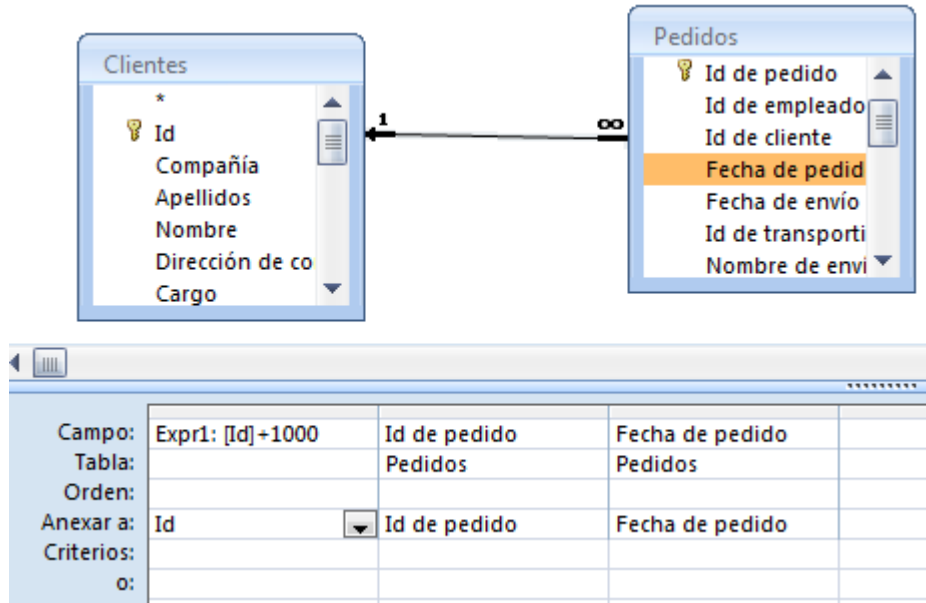 Clientes
*
Id
Compañía
Apellidos
Nombre
Dirección de co
Cargo
1
∞
Pedidos
Id de pedido
Id de empleado
Id de cliente
Fecha de pedid
Fecha de envío
Id de transporti
Nombre de envi
Campo: Expr1: [Id]+1000 Id de pedido Fecha de pedido
Tabla: Pedidos Pedidos
Orden:
Anexar a: Id Id de pedido Fecha de pedido
Criterios:
o: